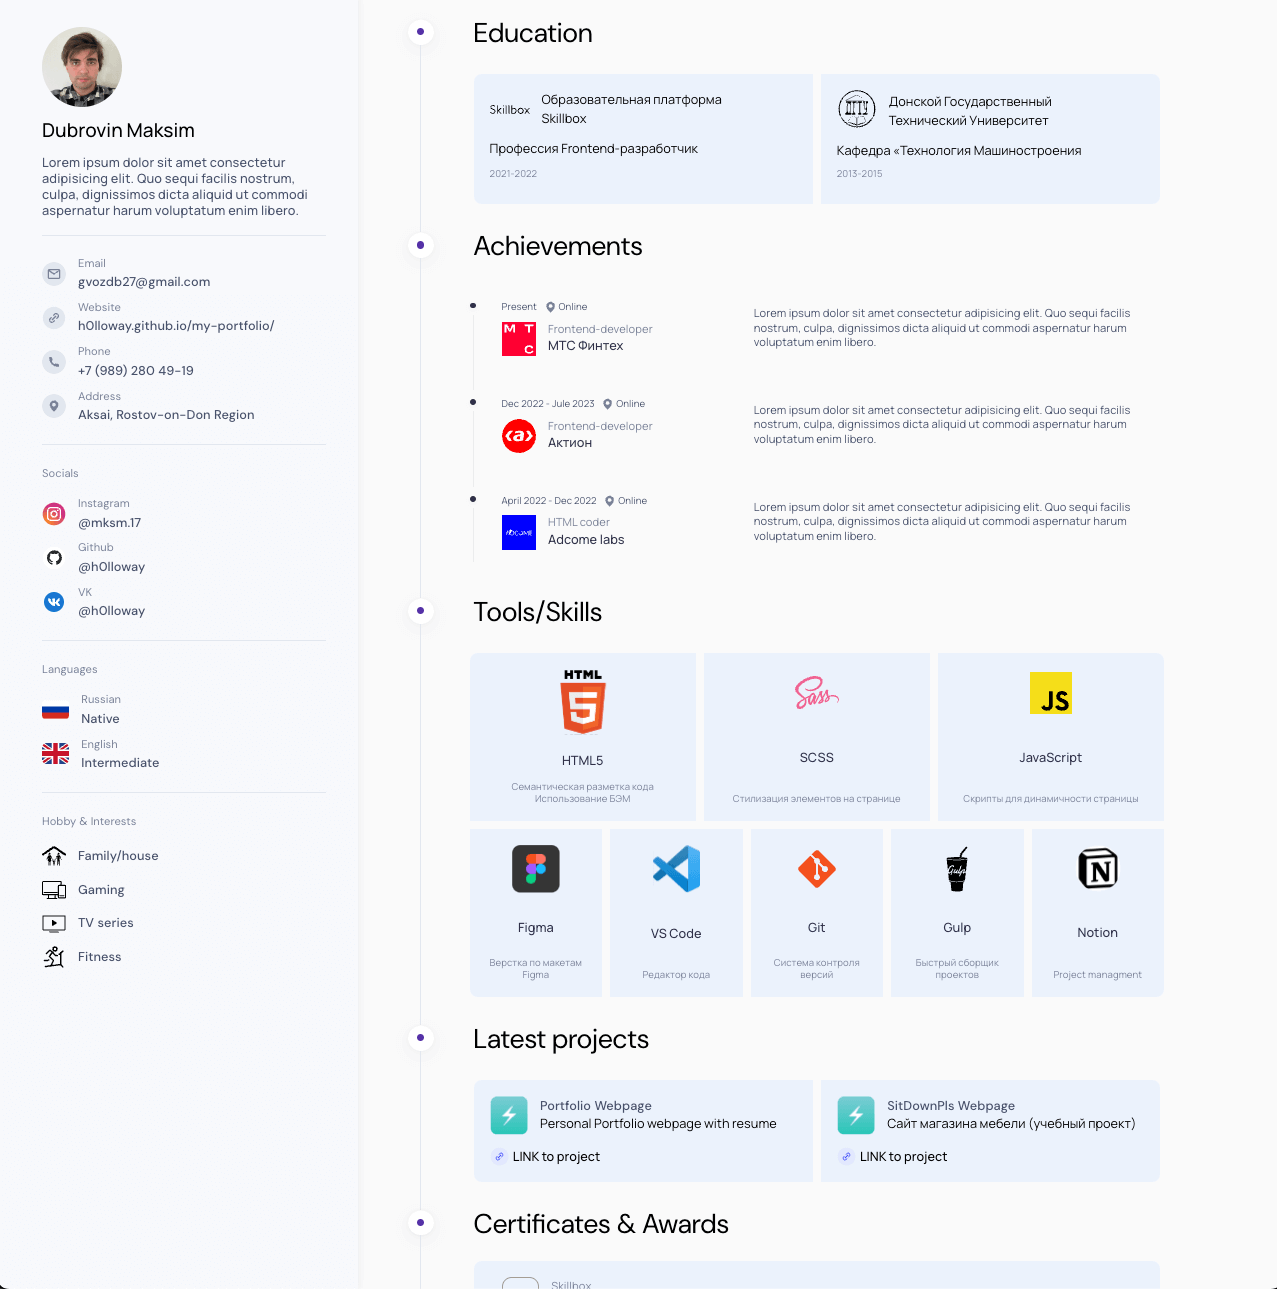 Dubrovin Maksim
Lorem ipsum dolor sit amet consectetur
adipisicing elit. Quo sequi facilis nostrum,
culpa, dignissimos dicta aliquid ut commodi
aspernatur harum voluptatum enim libero.
Email
gvozdb27@gmail.com
Website
h0lloway.github.io/my-portfolio/
Phone
+7 (989) 280 49-19
Address
Aksai, Rostov-on-Don Region
Socials
Instagram
@mksm.17
Github
@h0lloway
VK
@h0lloway
Languages
Russian
Native
English
Intermediate
Hobby & Interests
Family/house
Gaming
TV series
Fitness
Education
Skillbox
Образовательная платформа
Skillbox
Профессия Frontend-разработчик
2021-2022
ДГТУ
Донской Государственный
Технический Университет
Кафедра «Технология Машиностроения
2013-2015
Achievements
Present Online
МТС
Frontend-developer
МТС Финтех
Lorem ipsum dolor sit amet consectetur adipisicing elit. Quo sequi facilis
nostrum, culpa, dignissimos dicta aliquid ut commodi aspernatur harum
voluptatum enim libero.
Dec 2022 - Jule 2023 Online
‹a›
Frontend-developer
Актион
Lorem ipsum dolor sit amet consectetur adipisicing elit. Quo sequi facilis
nostrum, culpa, dignissimos dicta aliquid ut commodi aspernatur harum
voluptatum enim libero.
April 2022 - Dec 2022 Online
ADCOME
HTML coder
Adcome labs
Lorem ipsum dolor sit amet consectetur adipisicing elit. Quo sequi facilis
nostrum, culpa, dignissimos dicta aliquid ut commodi aspernatur harum
voluptatum enim libero.
Tools/Skills
HTML
5
HTML5
Семантическая разметка кода
Использование БЭМ
Sass
SCSS
Стилизация элементов на странице
JS
JavaScript
Скрипты для динамичности страницы
Figma
Верстка по макетам
Figma
VS Code
Редактор кода
Git
Система контроля
версий
Gulp
Gulp
Быстрый сборщик
проектов
N
Notion
Project managment
Latest projects
Portfolio Webpage
Personal Portfolio webpage with resume
LINK to project
SitDownPls Webpage
Сайт магазина мебели (учебный проект)
LINK to project
Certificates & Awards
Skillbox